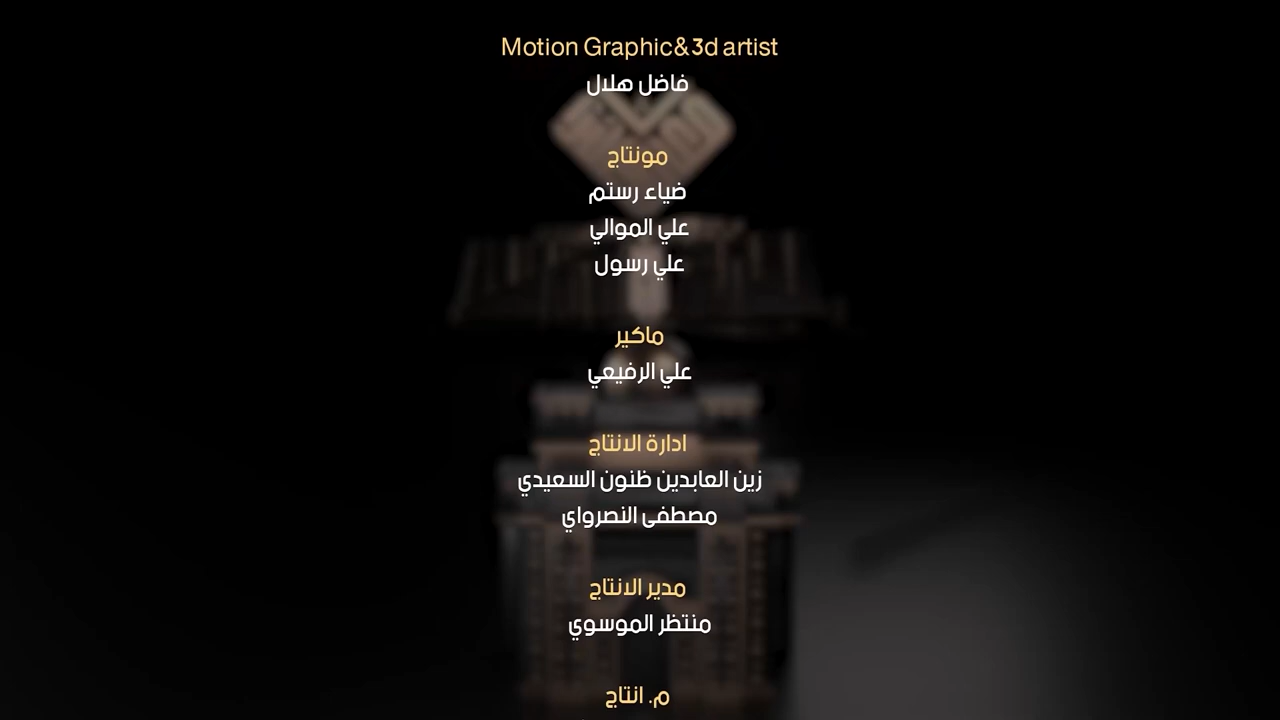 Motion Graphic&3d artist
فاضل هلال
مونتاج
ضياء رستم
علي الموالي
علي رسول
ماكير
علي الرفيعي
ادارة الانتاج
زين العابدين ظنون السعيدي
مصطفى النصرواي
مدير الانتاج
منتظر الموسوي
م. انتاج